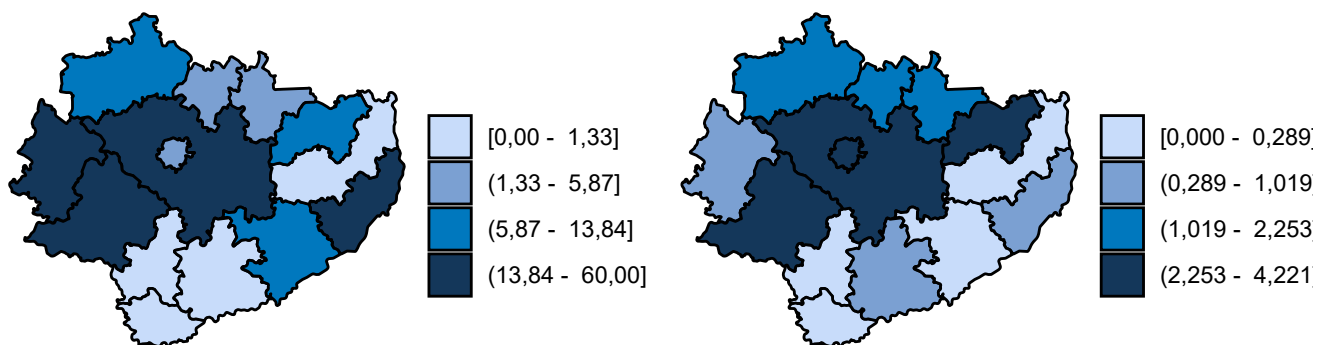 [0,00 - 1,33]
(1,33 - 5,87]
(5,87 - 13,84]
(13,84 - 60,00]
[0,000 - 0,289]
(0,289 - 1,019]
(1,019 - 2,253]
(2,253 - 4,221]